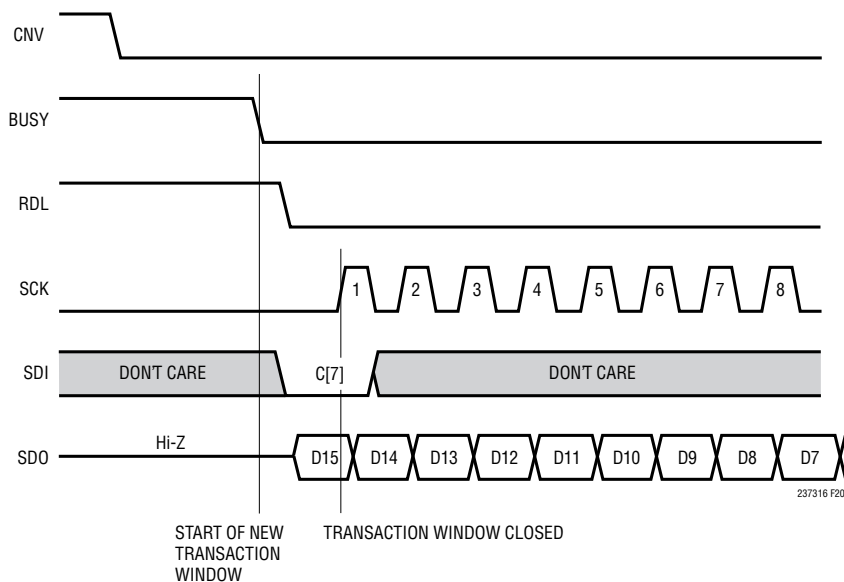 CNV
BUSY
RDL
SCK 1 2 3 4 5 6 7 8
SDI DON'T CARE C[7] DON'T CARE
SDO Hi-Z D15 D14 D13 D12 D11 D10 D9 D8 D7
237316 F20
START OF NEW
TRANSACTION
WINDOW
TRANSACTION WINDOW CLOSED